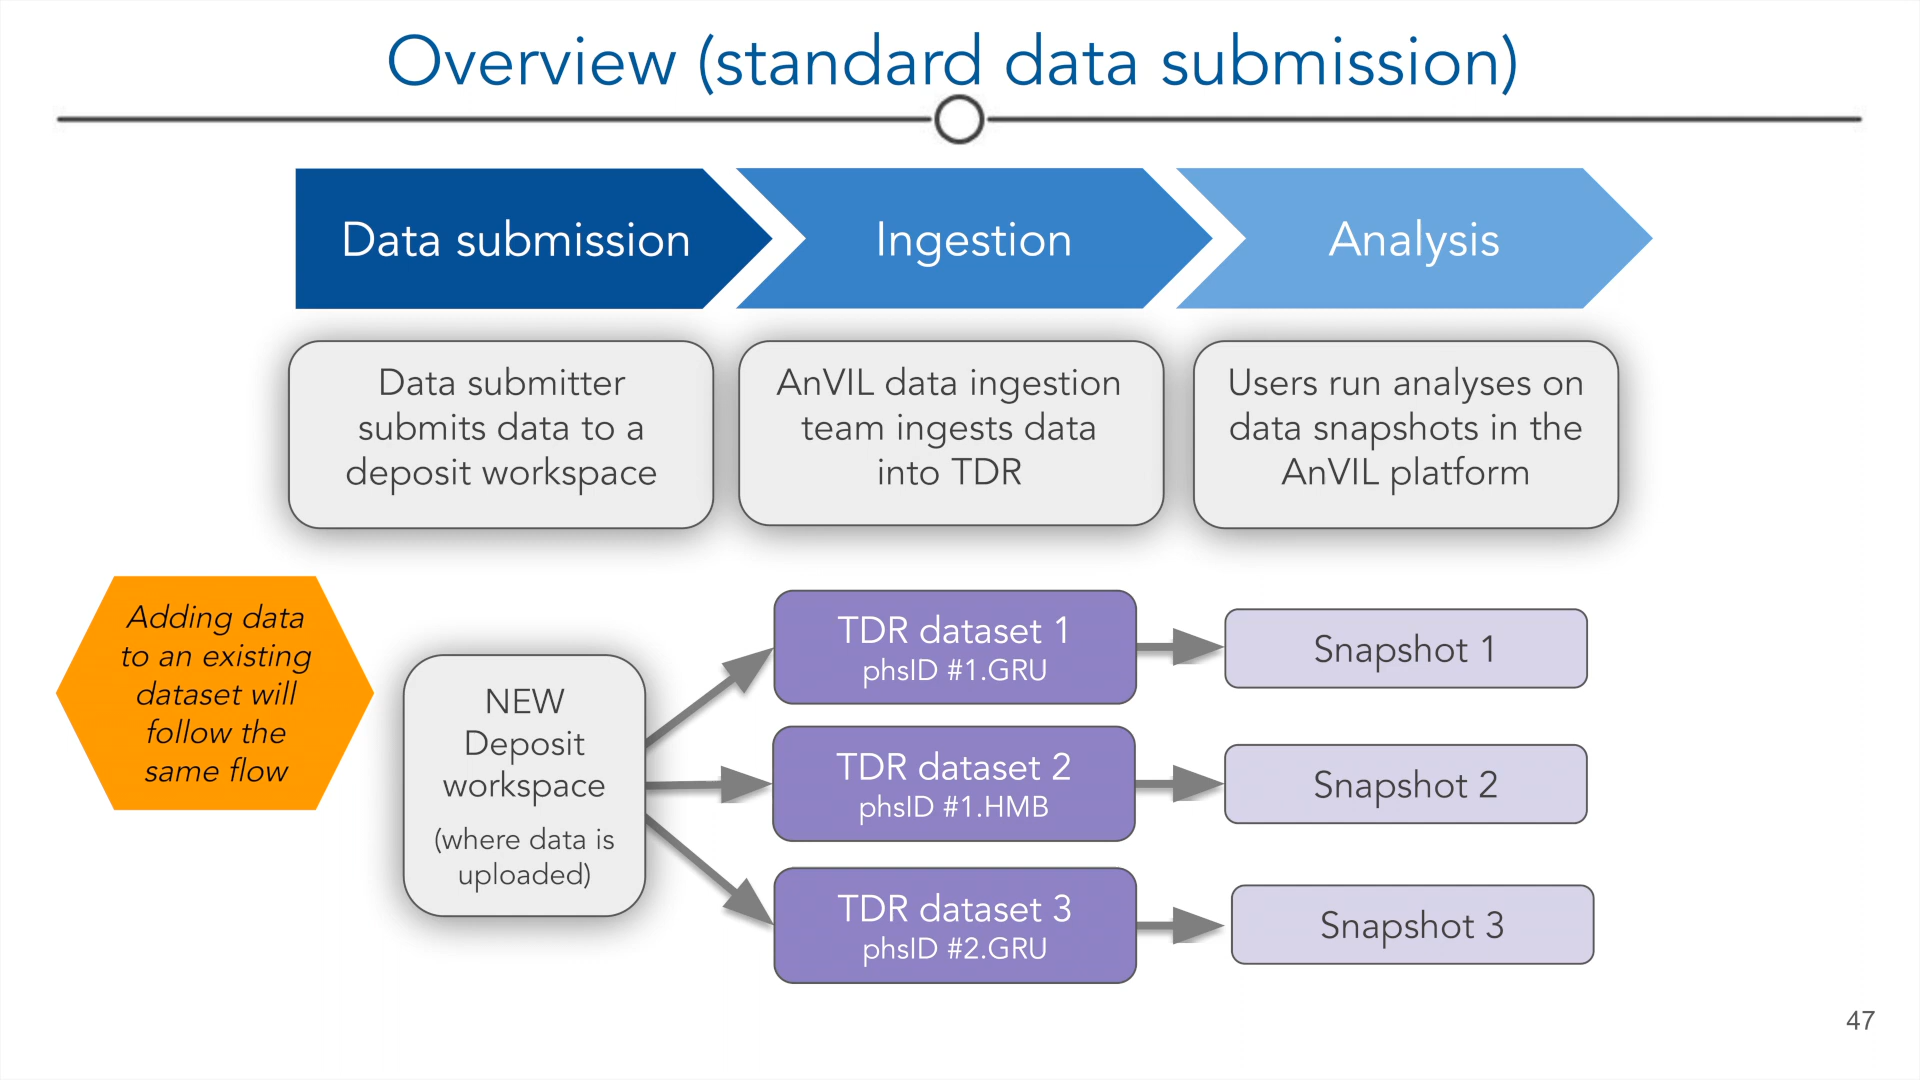 Overview (standard data submission)
Data submission
Ingestion
Analysis
Data submitter
submits data to a
deposit workspace
AnVIL data ingestion
team ingests data
into TDR
Users run analyses on
data snapshots in the
AnVIL platform
Adding data
to an existing
dataset will
follow the
same flow
NEW
Deposit
workspace
(where data is
uploaded)
TDR dataset 1
phsID #1.GRU
Snapshot 1
TDR dataset 2
phsID #1.HMB
Snapshot 2
TDR dataset 3
phsID #2.GRU
Snapshot 3
47